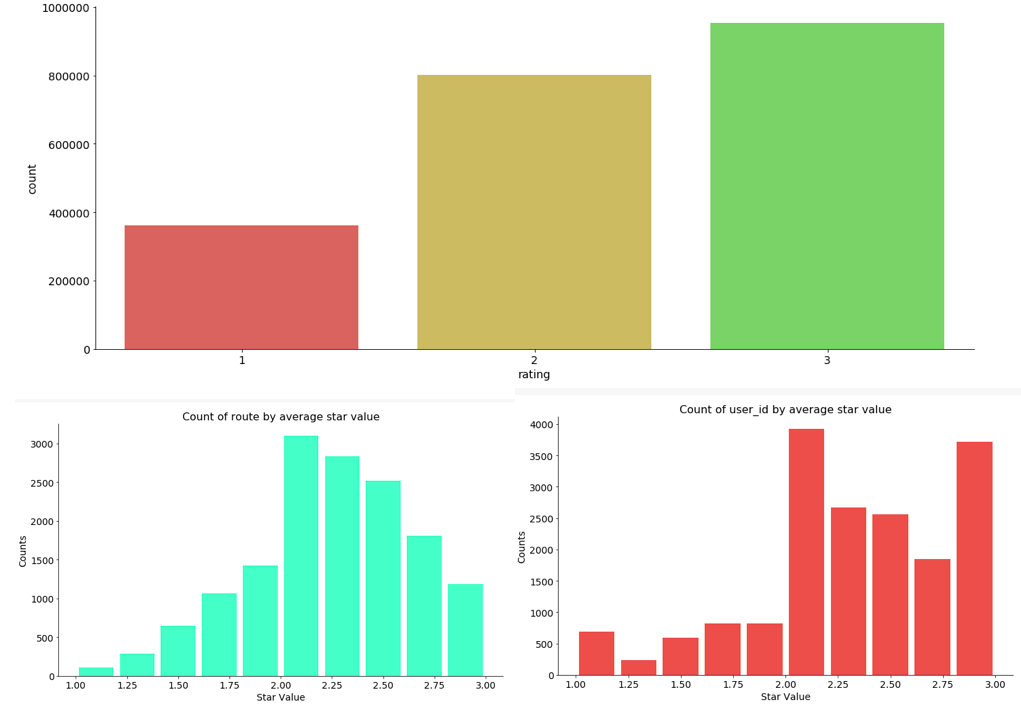 1000000
800000
600000
400000
200000
0
count
1 2 3
rating
Count of route by average star value
3000
2500
2000
1500
1000
500
0
Counts
1.00 1.25 1.50 1.75 2.00 2.25 2.50 2.75 3.00
Star Value
Count of user_id by average star value
4000
3500
3000
2500
2000
1500
1000
500
0
Counts
1.00 1.25 1.50 1.75 2.00 2.25 2.50 2.75 3.00
Star Value